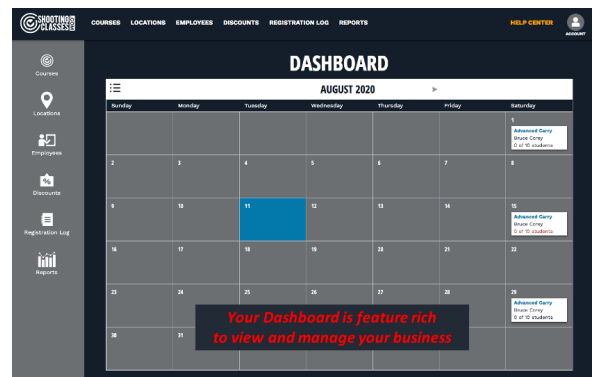 SHOOTING
CLASSES
COURSES LOCATIONS EMPLOYEES DISCOUNTS REGISTRATION LOG REPORTS HELP CENTER
ACCOUNT
DASHBOARD
Courses
Locations
Employees
Discounts
Registration Log
Reports
AUGUST 2020
Sunday Monday Tuesday Wednesday Thursday Friday Saturday
1
Advanced Carry
Bruce Corey
0 of 10 students
2 3 4 5 6 7 8
9 10 11 12 13 14 15
Advanced Carry
Bruce Corey
0 of 10 students
16 17 18 19 20 21 22
23 24 25 26 27 28 29
Advanced Carry
Bruce Corey
0 of 10 students
30 31
Your Dashboard is feature rich
to view and manage your business